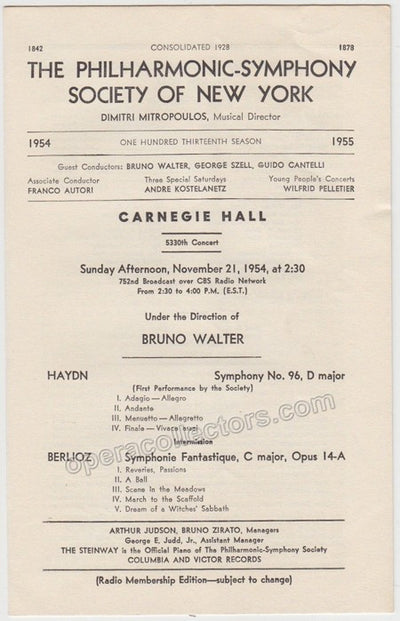 1842 CONSOLIDATED 1928 1878
THE PHILHARMONIC-SYMPHONY
SOCIETY OF NEW YORK
DIMITRI MITROPOULOS, Musical Director
1954 ONE HUNDRED THIRTEENTH SEASON 1955
Guest Conductors: BRUNO WALTER, GEORGE SZELL, GUIDO CANTELLI
Associate Conductor Three Special Saturdays Young People's Concerts
FRANCO AUTORI ANDRE KOSTELANETZ WILFRID PELLETIER
CARNEGIE HALL
5330th Concert
Sunday Afternoon, November 21, 1954, at 2:30
752nd Broadcast over CBS Radio Network
From 2:30 to 4:00 P.M. (E.S.T.)
Under the Direction of
BRUNO WALTER
HAYDN Symphony No. 96, D major
(First Performance by the Society)
I. Adagio — Allegro
II. Andante
III. Menuetto — Allegretto
IV. Finale — Vivace assai
Intermission
BERLIOZ Symphonie Fantastique, C major, Opus 14-A
I. Reveries, Passions
II. A Ball
III. Scene in the Meadows
IV. March to the Scaffold
V. Dream of a Witches' Sabbath
operacollectors.com
ARTHUR JUDSON, BRUNO ZIRATO, Managers
George E. Judd, Jr., Assistant Manager
THE STEINWAY is the Official Piano of The Philharmonic-Symphony Society
COLUMBIA AND VICTOR RECORDS
(Radio Membership Edition—subject to change)